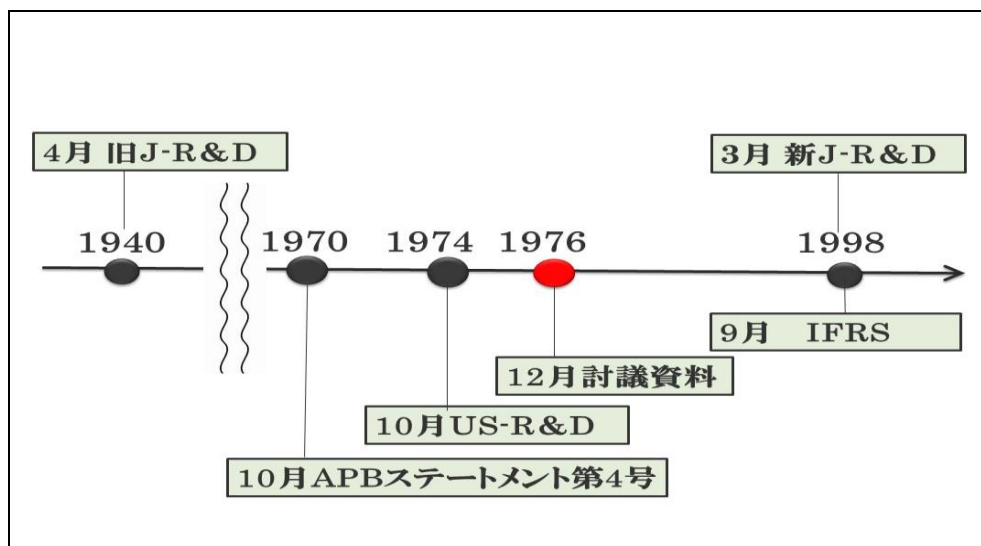 4月 旧J-R&D
3月 新J-R&D
1940
1970
1974
1976
1998
9月 IFRS
12月討議資料
10月US-R&D
10月APBステートメント第4号